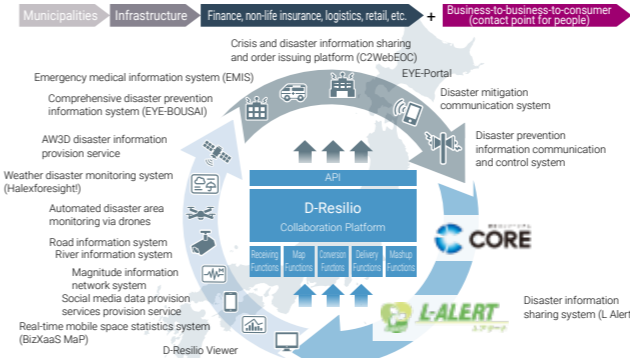 Municipalities
Infrastructure
Finance, non-life insurance, logistics, retail, etc.
+
Business-to-business-to-consumer
(contact point for people)
Crisis and disaster information sharing
and order issuing platform (C2WebEOC)
EYE-Portal
Emergency medical information system (EMIS)
Disaster mitigation
communication system
Comprehensive disaster prevention
information system (EYE-BOUSAI)
Disaster prevention
information communication
and control system
AW3D disaster information
provision service
Weather disaster monitoring system
(Halexforesight!)
Automated disaster area
monitoring via drones
Road information system
River information system
Magnitude information
network system
Social media data provision
services provision service
Real-time mobile space statistics system
(BizXaaS MaP)
D-Resilio Viewer
API
D-Resilio
Collaboration Platform
Receiving
Functions
Map
Functions
Conversion
Functions
Delivery
Functions
Mashup
Functions
CORE
L-ALERT
Lアラート
Disaster information
sharing system (L Alert